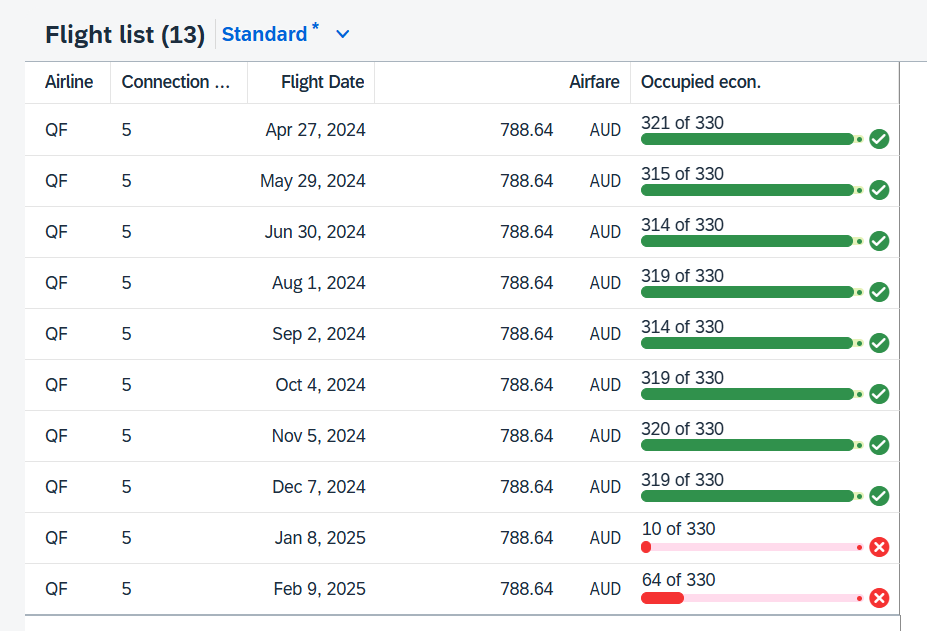 Flight list (13) Standard *
Airline Connection ... Flight Date Airfare Occupied econ.
QF 5 Apr 27, 2024 788.64 AUD 321 of 330
QF 5 May 29, 2024 788.64 AUD 315 of 330
QF 5 Jun 30, 2024 788.64 AUD 314 of 330
QF 5 Aug 1, 2024 788.64 AUD 319 of 330
QF 5 Sep 2, 2024 788.64 AUD 314 of 330
QF 5 Oct 4, 2024 788.64 AUD 319 of 330
QF 5 Nov 5, 2024 788.64 AUD 320 of 330
QF 5 Dec 7, 2024 788.64 AUD 319 of 330
QF 5 Jan 8, 2025 788.64 AUD 10 of 330
QF 5 Feb 9, 2025 788.64 AUD 64 of 330